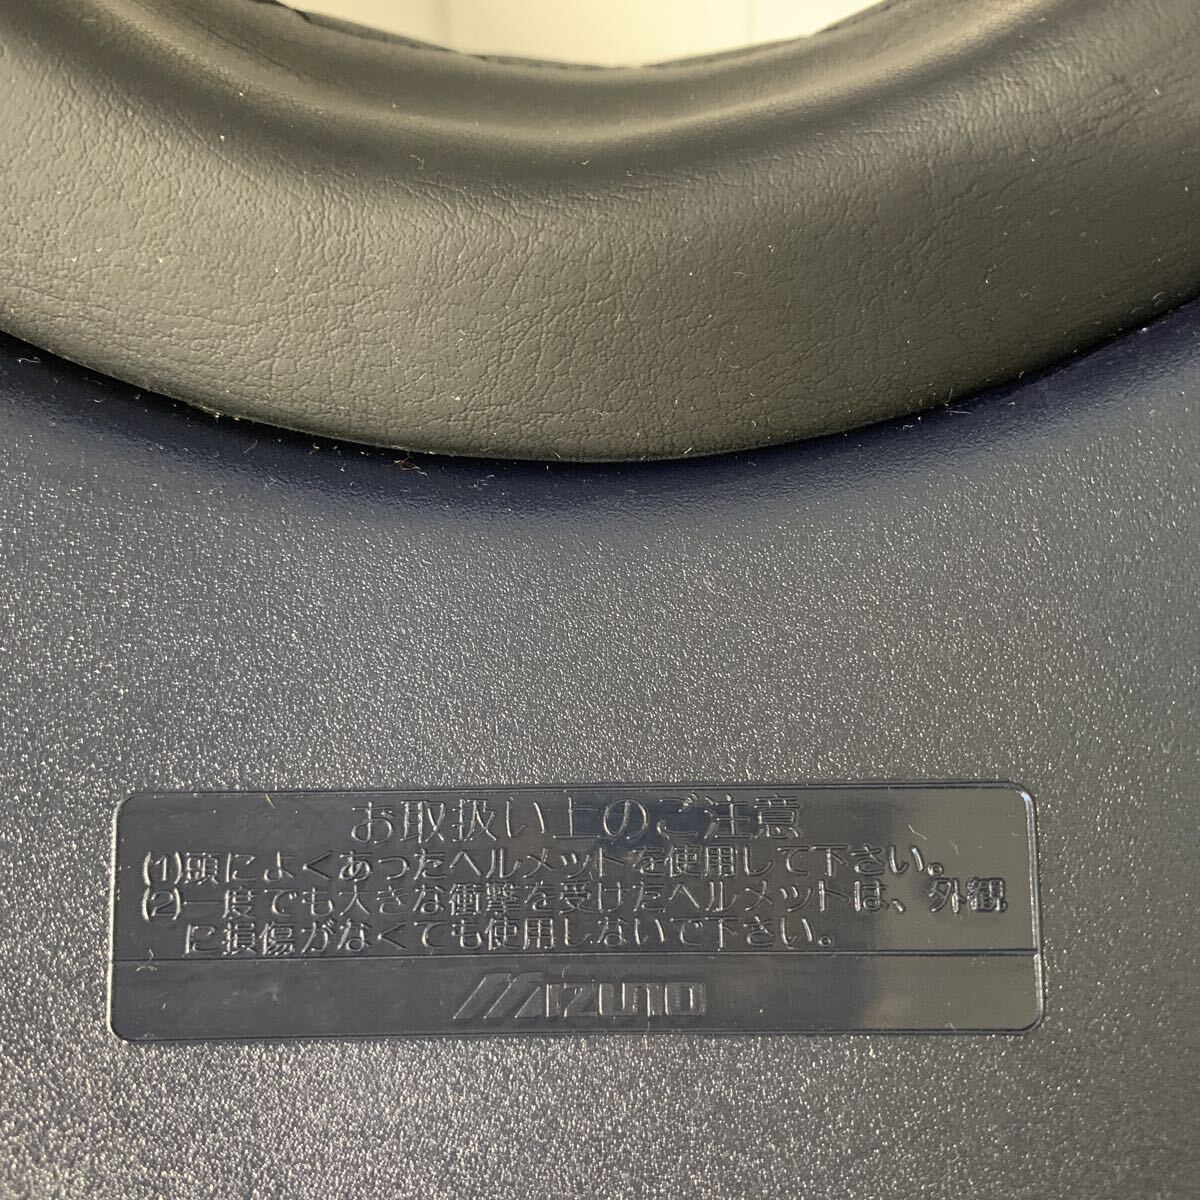 お取扱い上のご注意
(1)頭によくあったヘルメットを使用して下さい。
(2)一度でも大きな衝撃を受けたヘルメットは、外観
に損傷がなくても使用しないで下さい。
MIZUNO